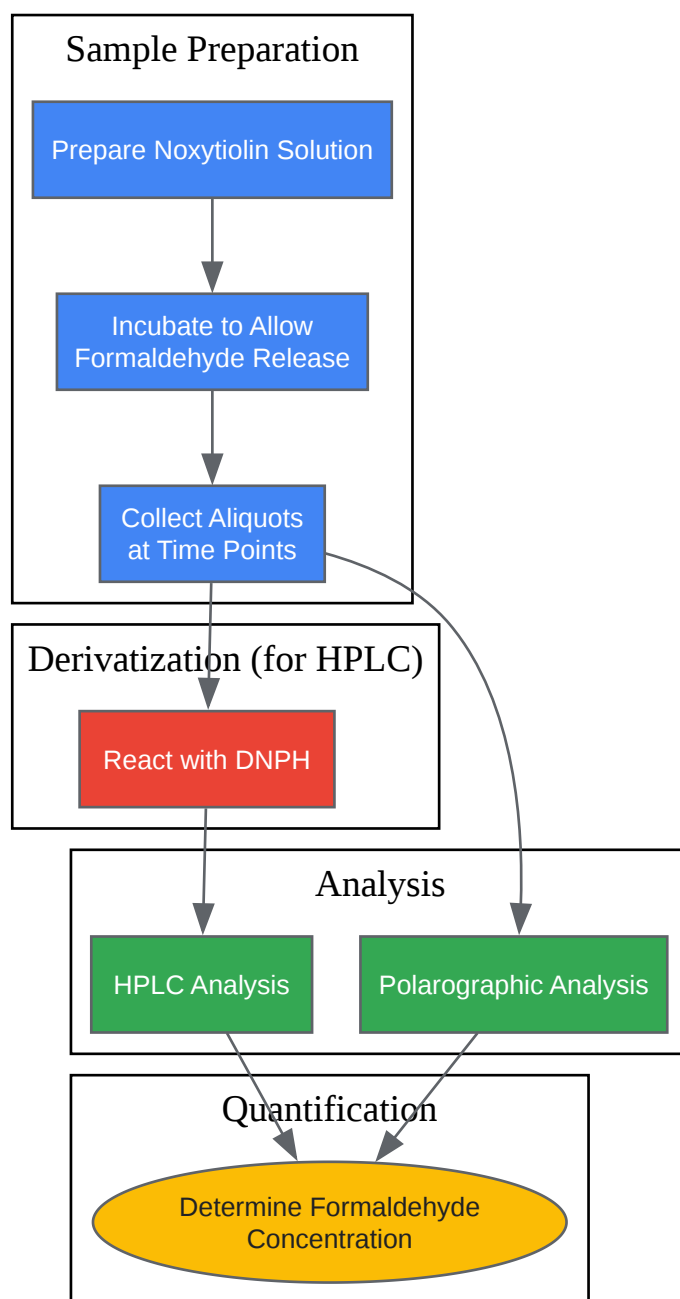 Sample Preparation
Prepare Noxytiolin Solution
Incubate to Allow
Formaldehyde Release
Collect Aliquots
at Time Points
Derivatization (for HPLC)
React with DNPH
Analysis
HPLC Analysis
Polarographic Analysis
Quantification
Determine Formaldehyde
Concentration